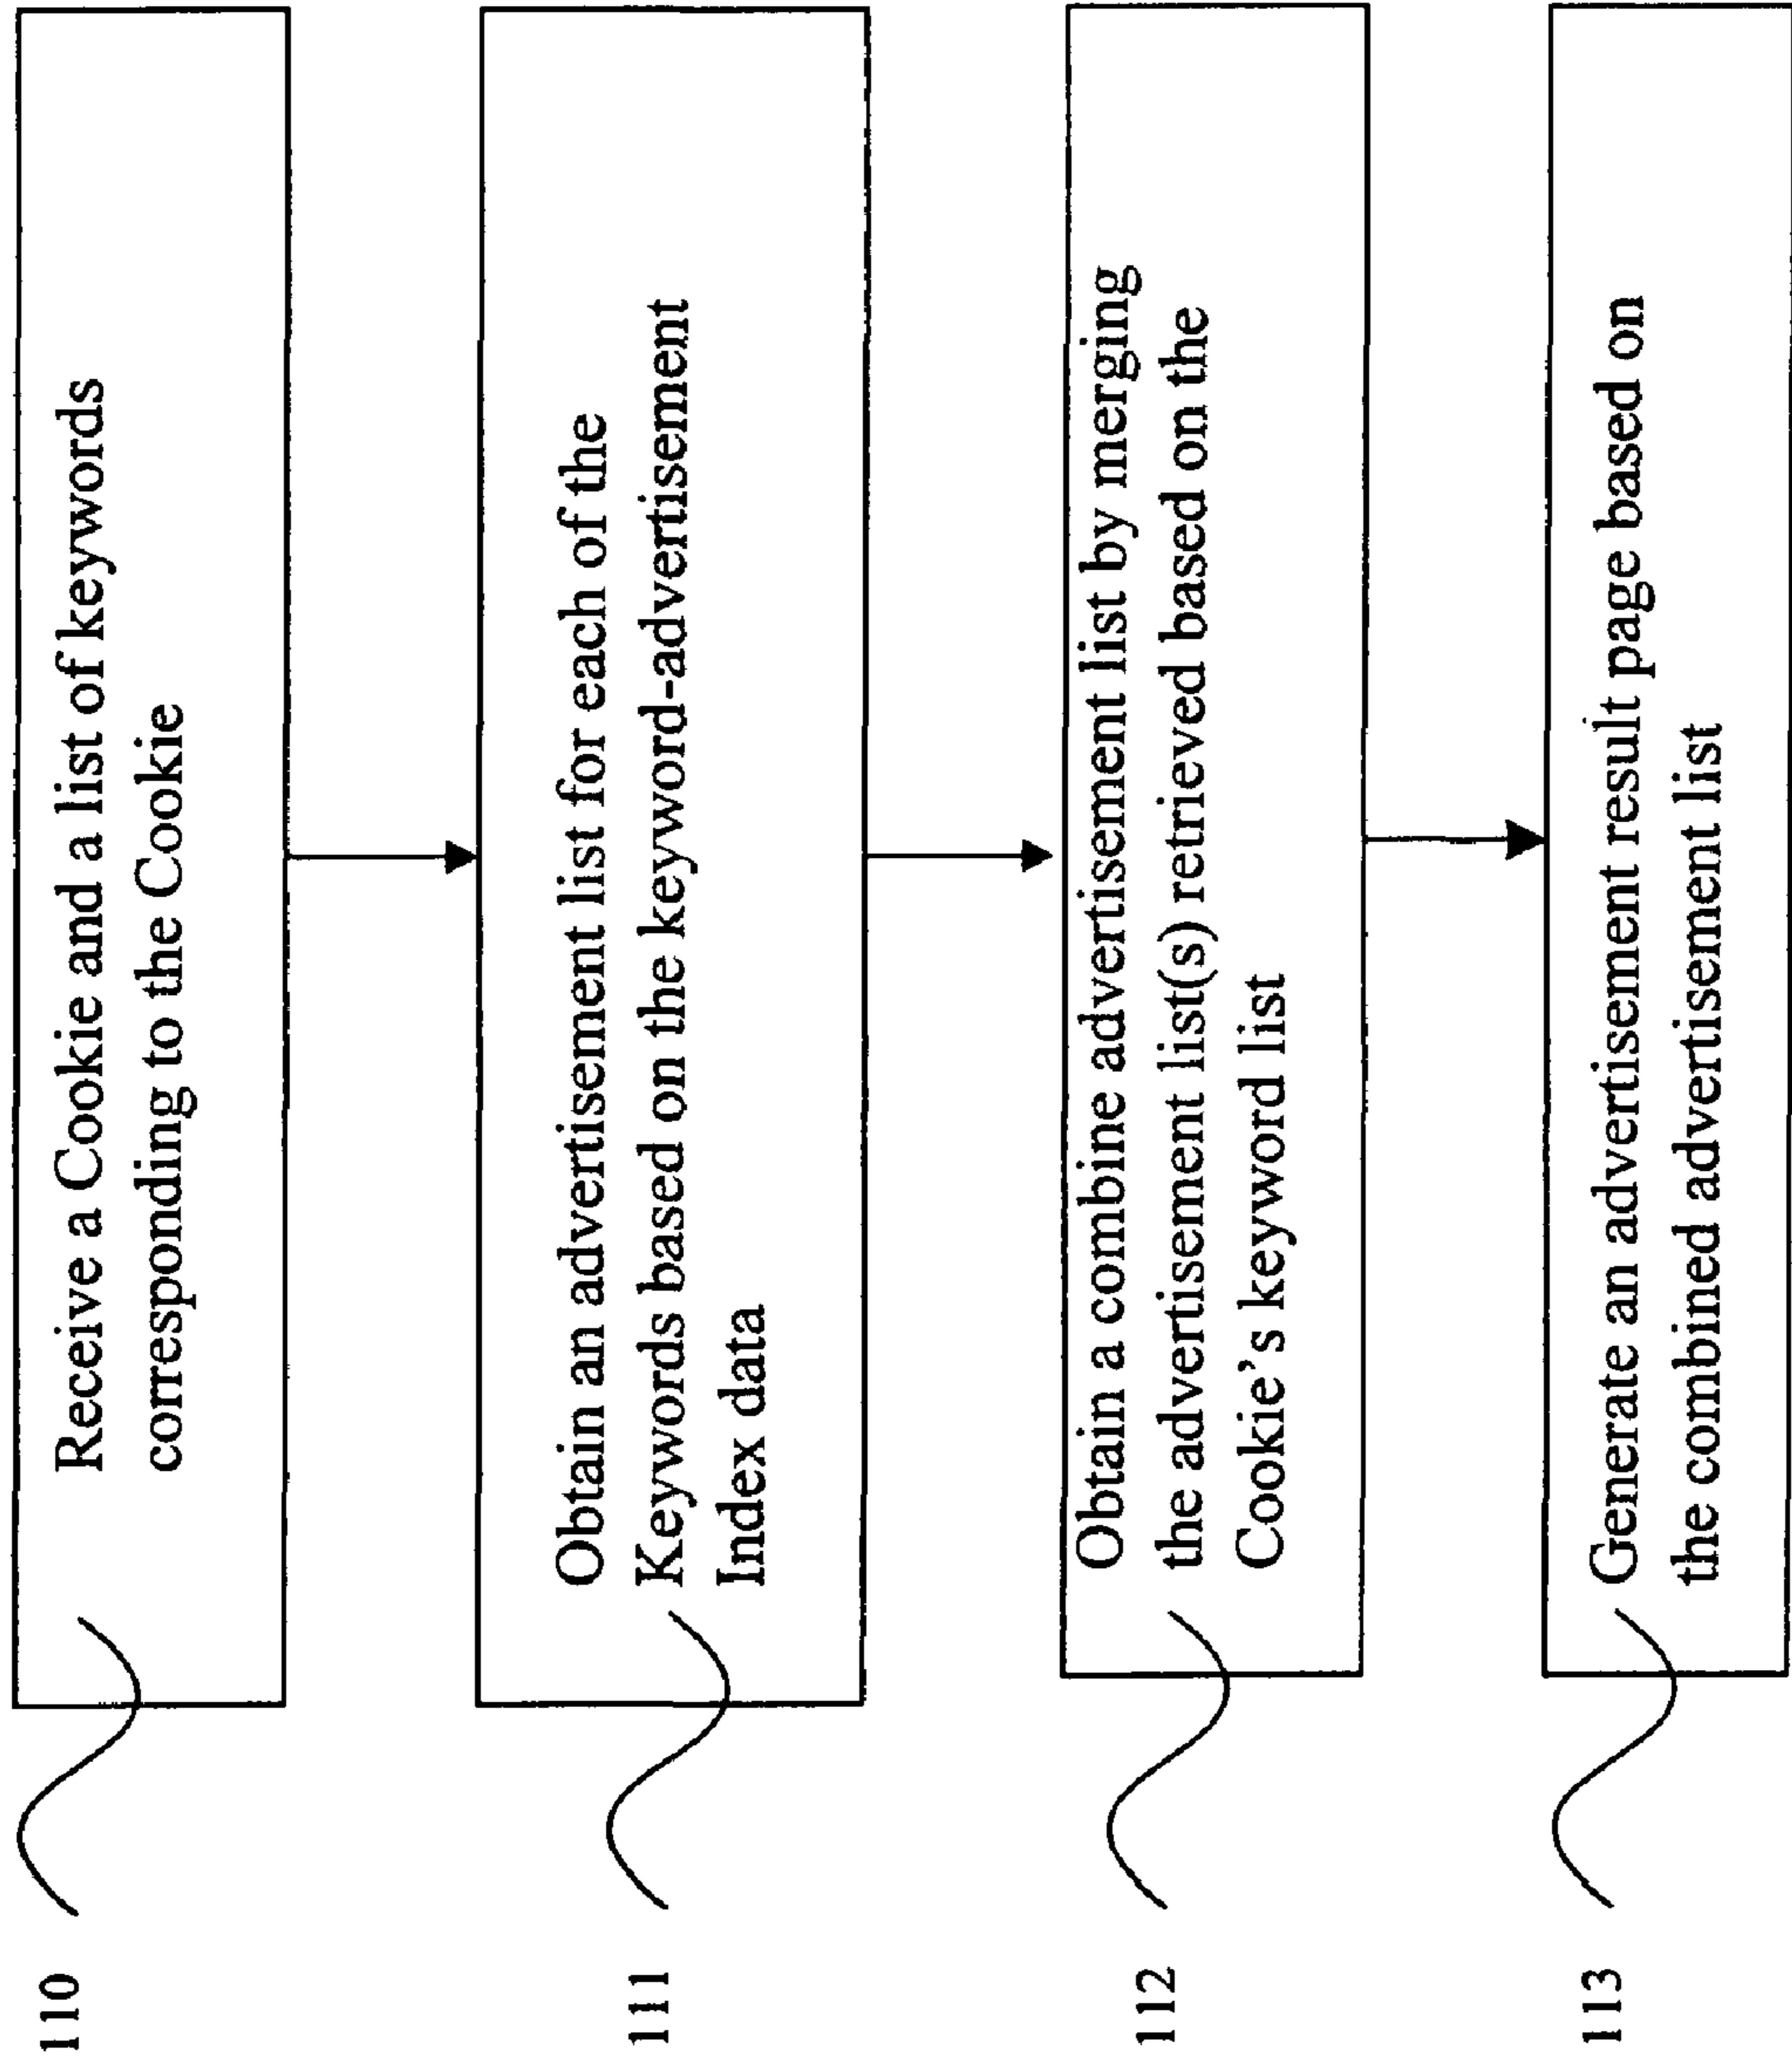 110
Receive a Cookie and a list of keywords
corresponding to the Cookie
111
Obtain an advertisement list for each of the
Keywords based on the keyword-advertisement
Index data
112
Obtain a combine advertisement list by merging
the advertisement list(s) retrieved based on the
Cookie's keyword list
113
Generate an advertisement result page based on
the combined advertisement list